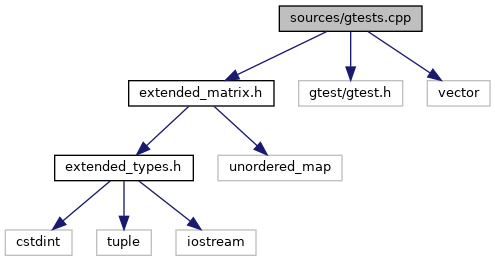 sources/gtests.cpp
extended_matrix.h
gtest/gtest.h
vector
extended_types.h
unordered_map
cstdint
tuple
iostream